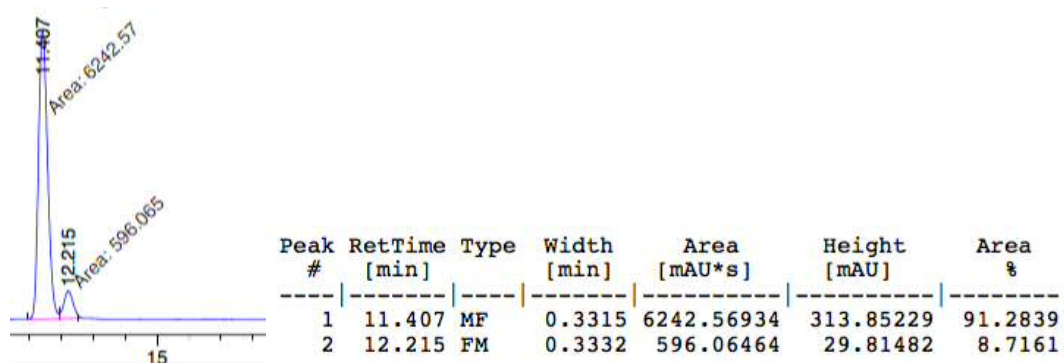 11.407
Area: 6242.57
12.215
Area: 596.065
15
Peak RetTime Type Width Area Height Area
# [min] [min] [mAU*s] [mAU] %
----|-------|----|-------|----------|----------|--------|
1 11.407 MF 0.3315 6242.56934 313.85229 91.2839
2 12.215 FM 0.3332 596.06464 29.81482 8.7161